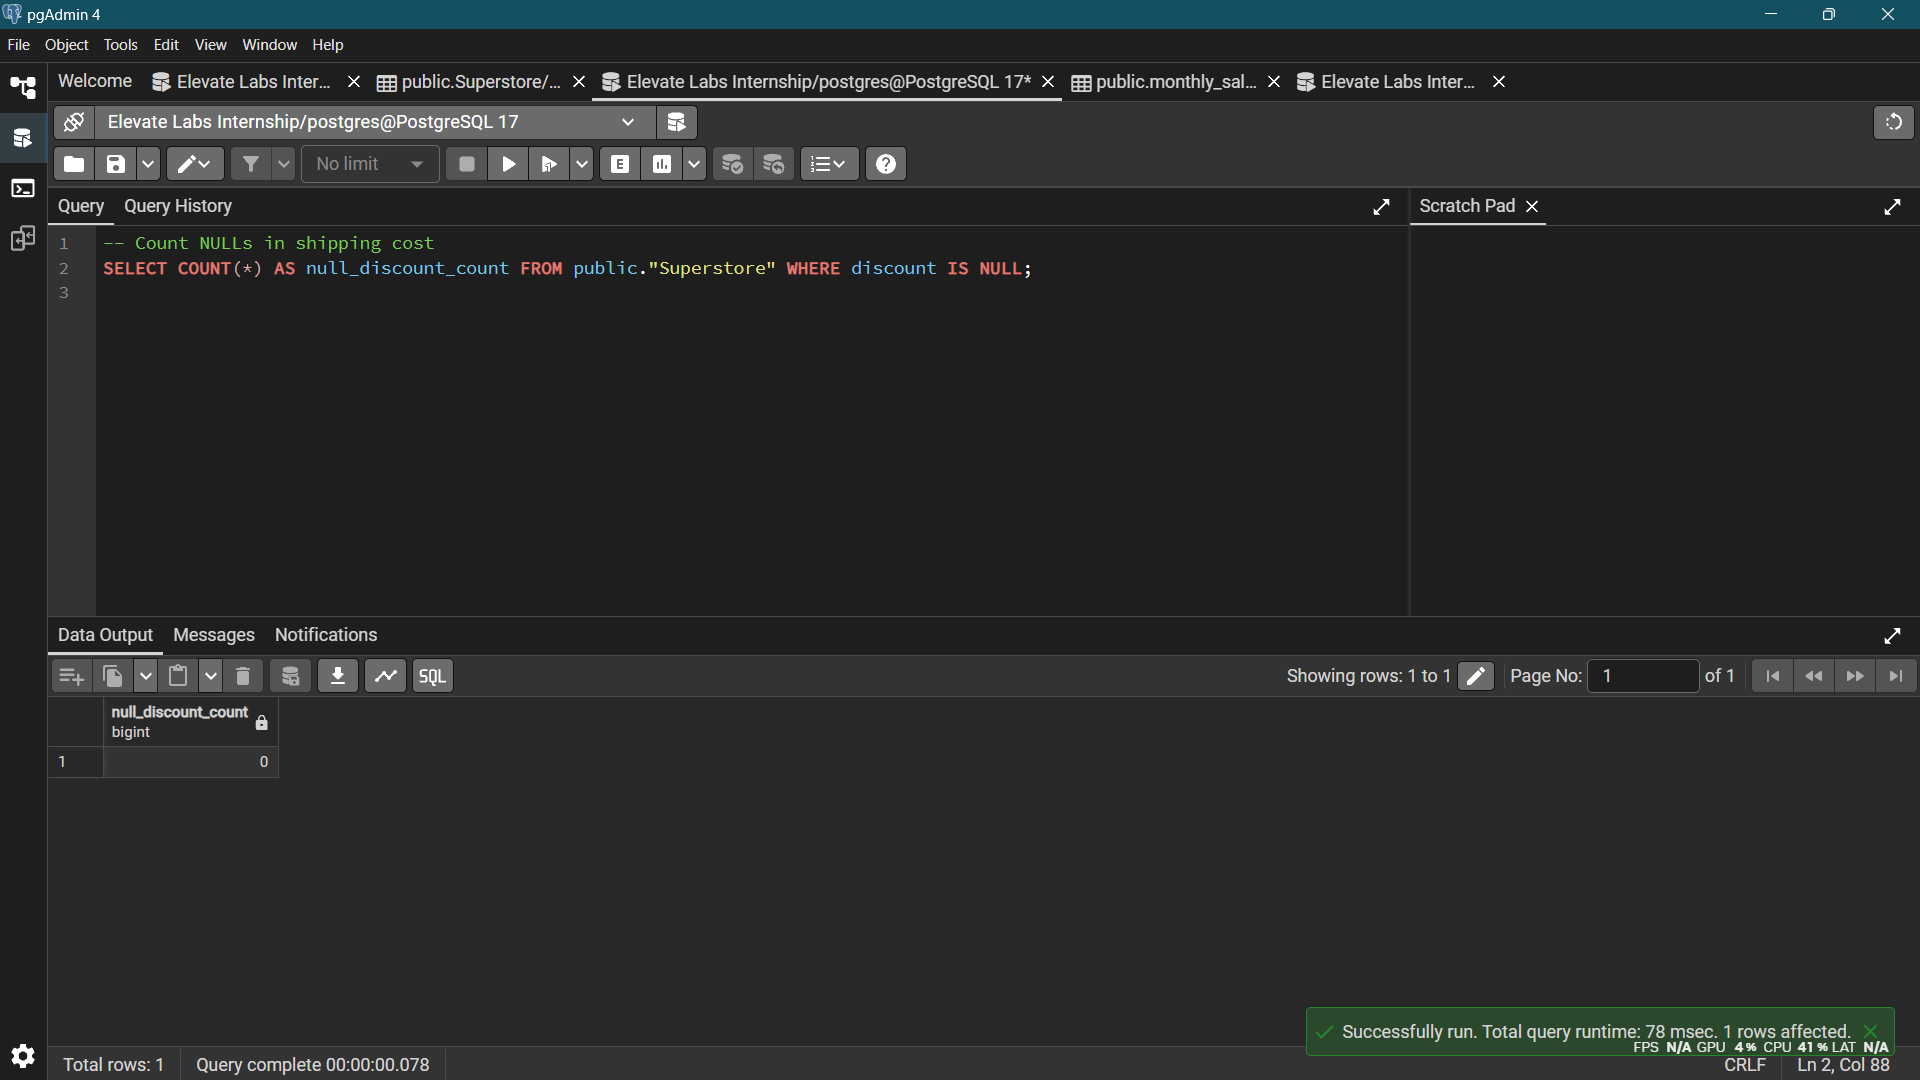 pgAdmin 4
File Object Tools Edit View Window Help
Welcome Elevate Labs Inter... public.Superstore/... Elevate Labs Internship/postgres@PostgreSQL 17* public.monthly_sal... Elevate Labs Inter...
Elevate Labs Internship/postgres@PostgreSQL 17
No limit E
Query Query History Scratch Pad
1 -- Count NULLs in shipping cost
2 SELECT COUNT(*) AS null_discount_count FROM public."Superstore" WHERE discount IS NULL;
3
Data Output Messages Notifications
SQL Showing rows: 1 to 1 Page No: 1 of 1
null_discount_count
bigint
1 0
Successfully run. Total query runtime: 78 msec. 1 rows affected.
FPS N/A GPU 4% CPU 41% LAT N/A
Total rows: 1 Query complete 00:00:00.078 CRLF Ln 2, Col 88